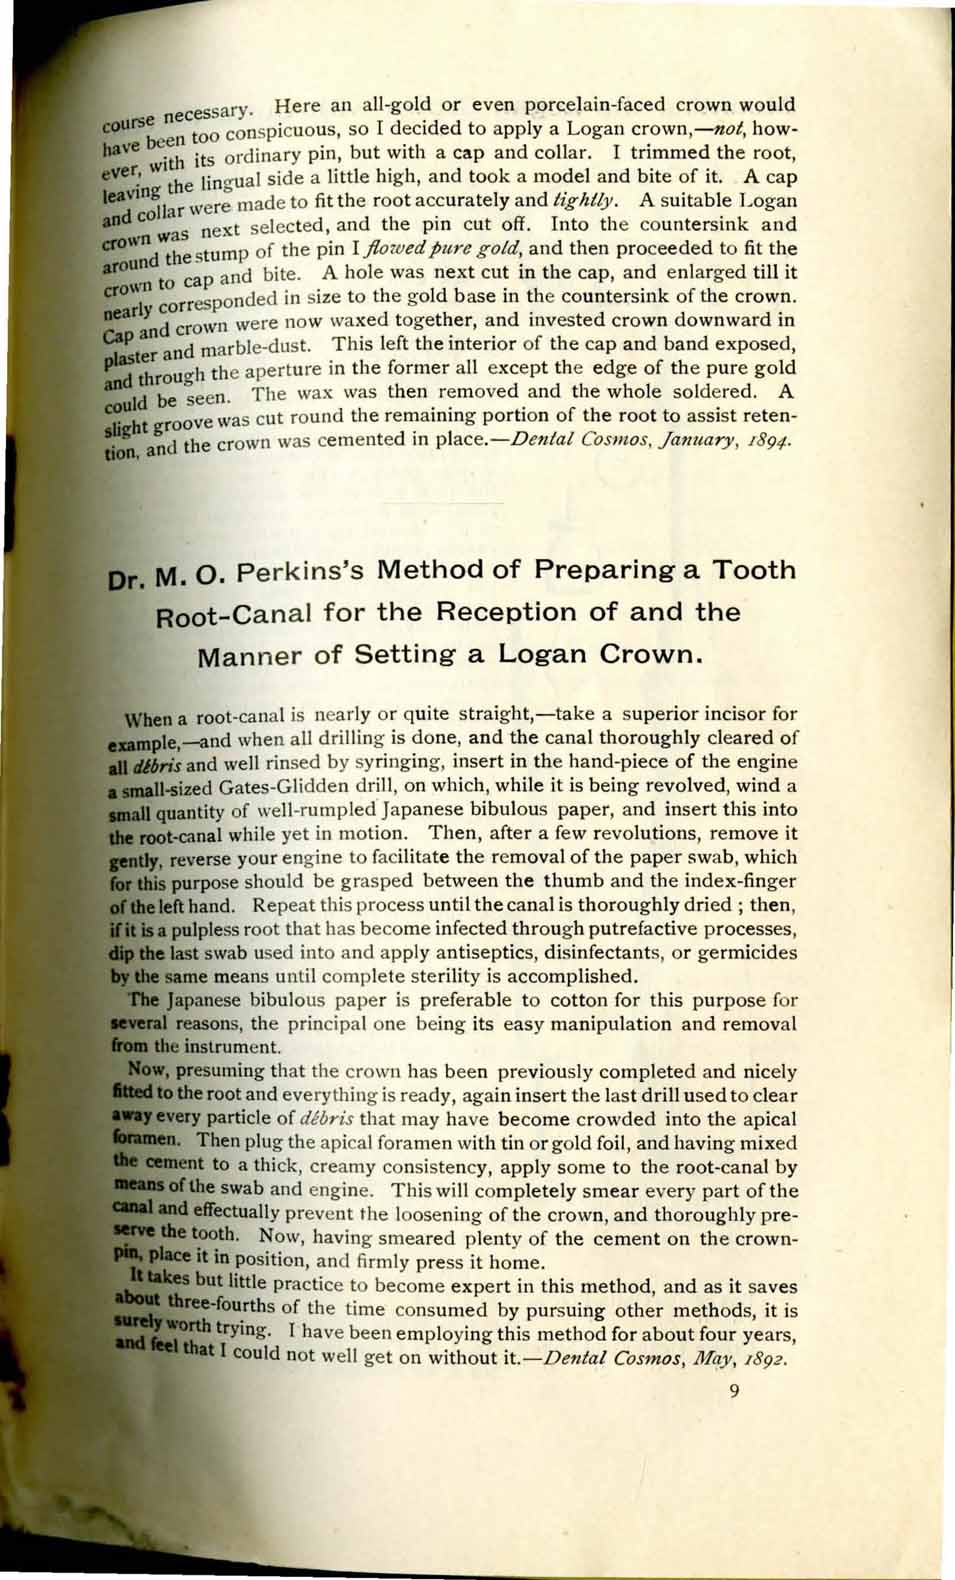 course necessary. Here an all-gold or even porcelain-faced crown would
have been too conspicuous, so I decided to apply a Logan crown,—not, how-
ever, with its ordinary pin, but with a cap and collar. I trimmed the root,
leaving the lingual side a little high, and took a model and bite of it. A cap
and collar were made to fit the root accurately and tightly. A suitable Logan
crown was next selected, and the pin cut off. Into the countersink and
around the stump of the pin I flowed pure gold, and then proceeded to fit the
crown to cap and bite. A hole was next cut in the cap, and enlarged till it
nearly corresponded in size to the gold base in the countersink of the crown.
Cap and crown were now waxed together, and invested crown downward in
plaster and marble-dust. This left the interior of the cap and band exposed,
and through the aperture in the former all except the edge of the pure gold
could be seen. The wax was then removed and the whole soldered. A
slight groove was cut round the remaining portion of the root to assist reten-
tion, and the crown was cemented in place.—Dental Cosmos, January, 1894.
Dr. M. O. Perkins's Method of Preparing a Tooth
Root-Canal for the Reception of and the
Manner of Setting a Logan Crown.
When a root-canal is nearly or quite straight,—take a superior incisor for
example,—and when all drilling is done, and the canal thoroughly cleared of
all débris and well rinsed by syringing, insert in the hand-piece of the engine
a small-sized Gates-Glidden drill, on which, while it is being revolved, wind a
small quantity of well-rumpled Japanese bibulous paper, and insert this into
the root-canal while yet in motion. Then, after a few revolutions, remove it
gently, reverse your engine to facilitate the removal of the paper swab, which
for this purpose should be grasped between the thumb and the index-finger
of the left hand. Repeat this process until the canal is thoroughly dried ; then,
if it is a pulpless root that has become infected through putrefactive processes,
dip the last swab used into and apply antiseptics, disinfectants, or germicides
by the same means until complete sterility is accomplished.
The Japanese bibulous paper is preferable to cotton for this purpose for
several reasons, the principal one being its easy manipulation and removal
from the instrument.
Now, presuming that the crown has been previously completed and nicely
fitted to the root and everything is ready, again insert the last drill used to clear
away every particle of débris that may have become crowded into the apical
foramen. Then plug the apical foramen with tin or gold foil, and having mixed
the cement to a thick, creamy consistency, apply some to the root-canal by
means of the swab and engine. This will completely smear every part of the
canal and effectually prevent the loosening of the crown, and thoroughly pre-
serve the tooth. Now, having smeared plenty of the cement on the crown-
pin, place it in position, and firmly press it home.
It takes but little practice to become expert in this method, and as it saves
about three-fourths of the time consumed by pursuing other methods, it is
surely worth trying. I have been employing this method for about four years,
and feel that I could not well get on without it.—Dental Cosmos, May, 1892.
9